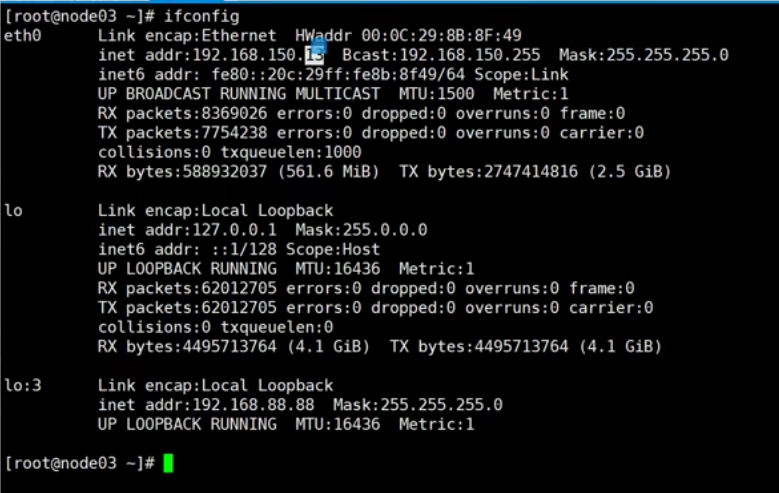 [root@node03 ~]# ifconfig
eth0      Link encap:Ethernet  HWaddr 00:0C:29:8B:8F:49
          inet addr:192.168.150.13  Bcast:192.168.150.255  Mask:255.255.255.0
          inet6 addr: fe80::20c:29ff:fe8b:8f49/64 Scope:Link
          UP BROADCAST RUNNING MULTICAST  MTU:1500  Metric:1
          RX packets:8369026 errors:0 dropped:0 overruns:0 frame:0
          TX packets:7754238 errors:0 dropped:0 overruns:0 carrier:0
          collisions:0 txqueuelen:1000
          RX bytes:588932037 (561.6 MiB)  TX bytes:2747414816 (2.5 GiB)
lo        Link encap:Local Loopback
          inet addr:127.0.0.1  Mask:255.0.0.0
          inet6 addr: ::1/128 Scope:Host
          UP LOOPBACK RUNNING  MTU:16436  Metric:1
          RX packets:62012705 errors:0 dropped:0 overruns:0 frame:0
          TX packets:62012705 errors:0 dropped:0 overruns:0 carrier:0
          collisions:0 txqueuelen:0
          RX bytes:4495713764 (4.1 GiB)  TX bytes:4495713764 (4.1 GiB)
lo:3      Link encap:Local Loopback
          inet addr:192.168.88.88  Mask:255.255.255.0
          UP LOOPBACK RUNNING  MTU:16436  Metric:1
[root@node03 ~]#